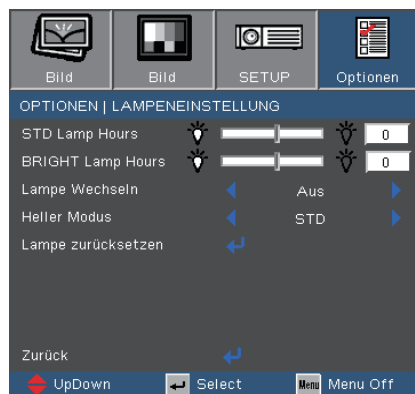 Bild Bild SETUP Optionen
OPTIONEN | LAMPENEINSTELLUNG
STD Lamp Hours 0
BRIGHT Lamp Hours 0
Lampe Wechseln Aus
Heller Modus STD
Lampe zurücksetzen
Zurück
UpDown Select Menu Menu Off